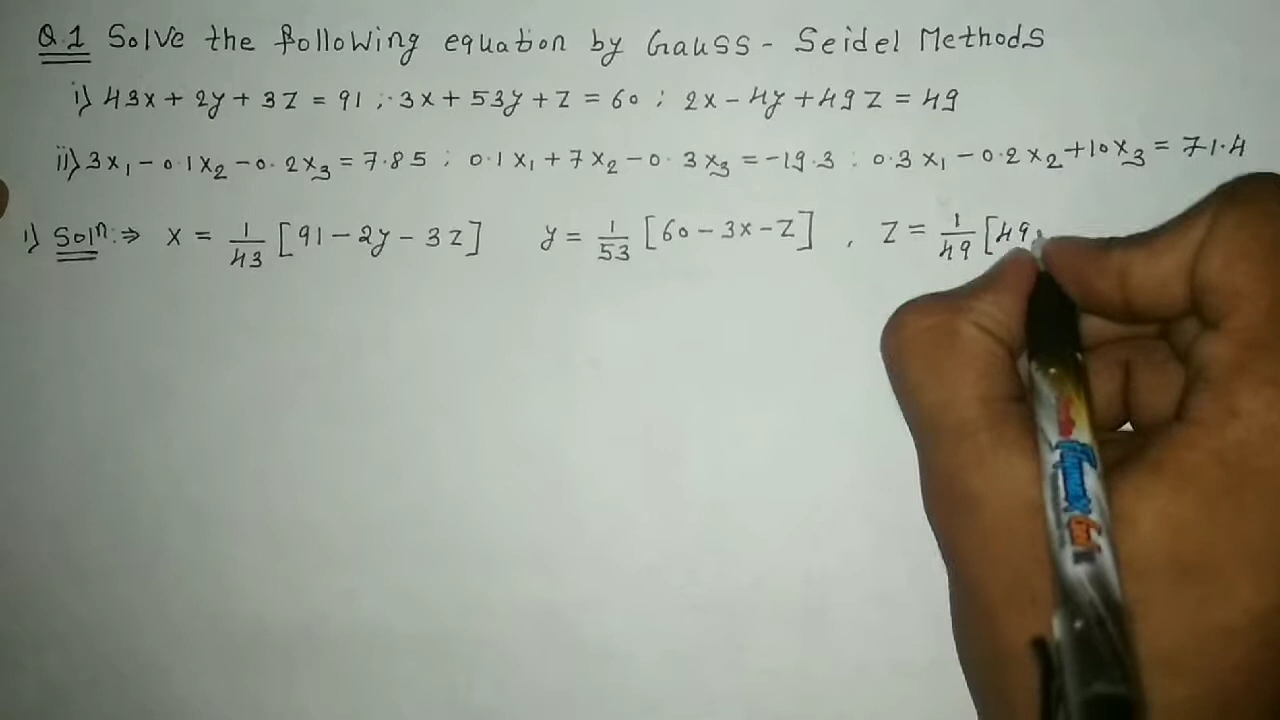 Q.1 Solve the following equation by Gauss - Seidel Methods
i) 43x + 2y + 3z = 91 ; 3x + 53y + z = 60 ; 2x - 4y + 49z = 49
ii) 3x₁ - 0.1x₂ - 0.2x₃ = 7.85 ; 0.1x₁ + 7x₂ - 0.3x₃ = -19.3 ; 0.3x₁ - 0.2x₂ + 10x₃ = 71.4
1) Solⁿ :⇒ x = 1/43 [91 - 2y - 3z] y = 1/53 [60 - 3x - z] , z = 1/49 [49